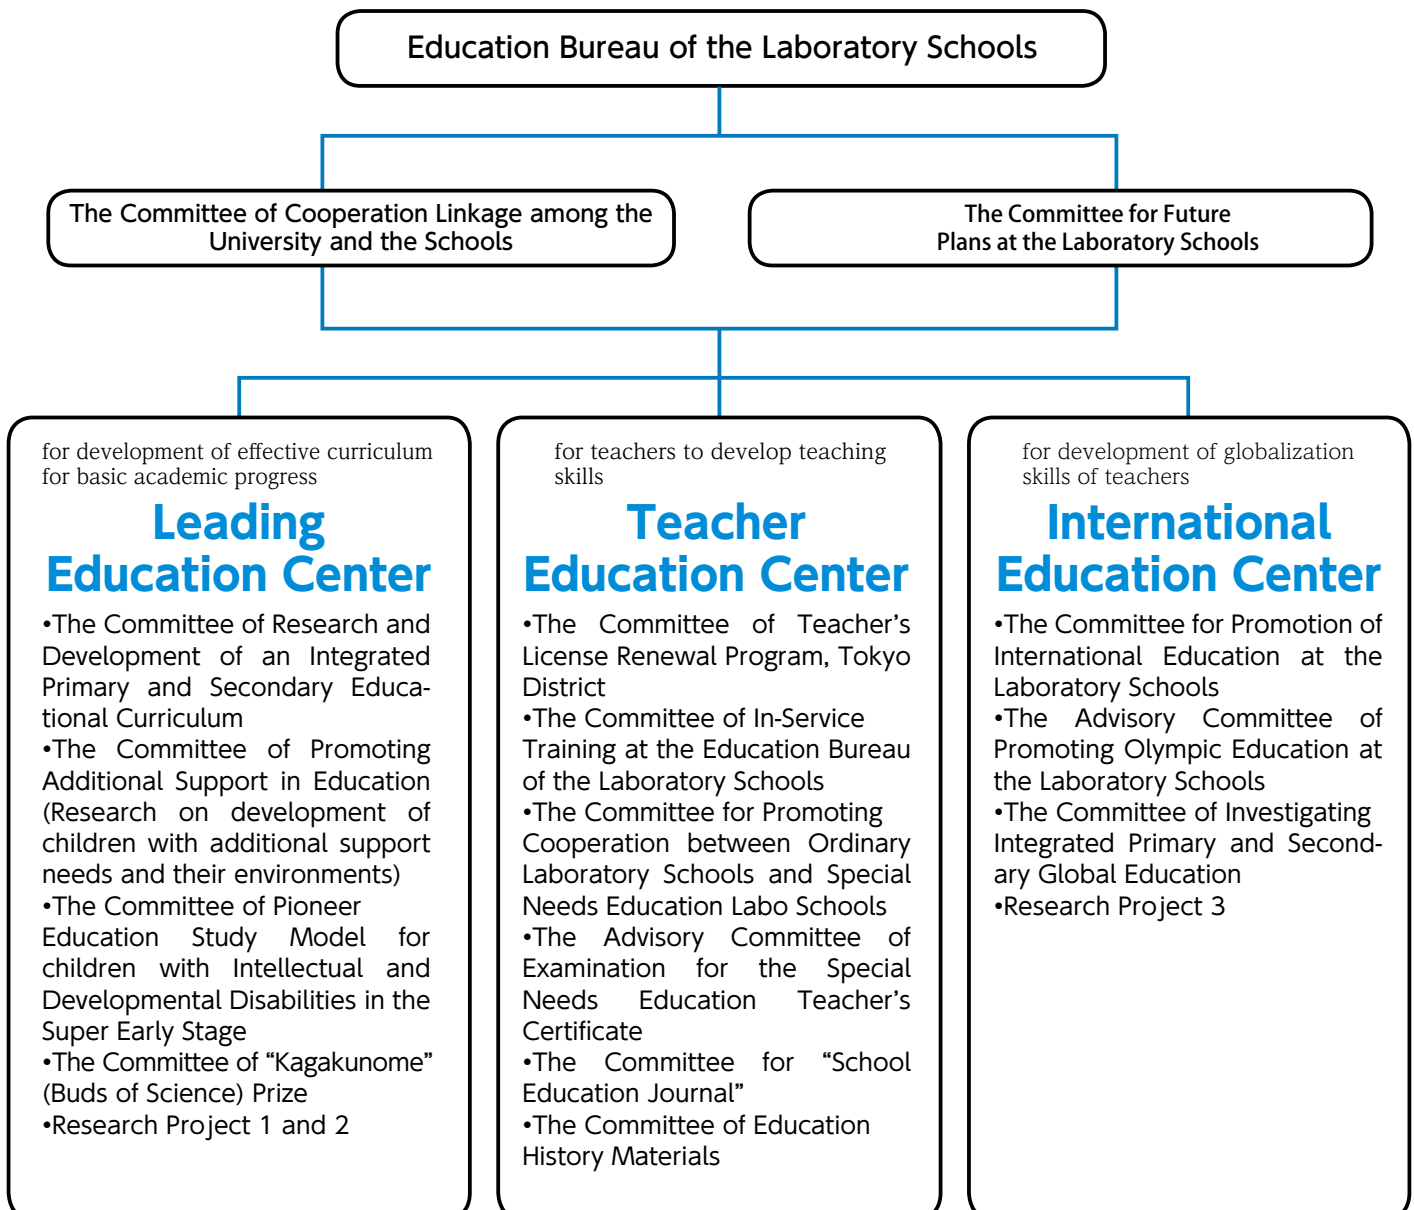 Education Bureau of the Laboratory Schools
The Committee of Cooperation Linkage among the
University and the Schools
The Committee for Future
Plans at the Laboratory Schools
for development of effective curriculum
for basic academic progress
Leading
Education Center
•The Committee of Research and
Development of an Integrated
Primary and Secondary Educa-
tional Curriculum
•The Committee of Promoting
Additional Support in Education
(Research on development of
children with additional support
needs and their environments)
•The Committee of Pioneer
Education Study Model for
children with Intellectual and
Developmental Disabilities in the
Super Early Stage
•The Committee of “Kagakunome”
(Buds of Science) Prize
•Research Project 1 and 2
for teachers to develop teaching
skills
Teacher
Education Center
•The Committee of Teacher’s
License Renewal Program, Tokyo
District
•The Committee of In-Service
Training at the Education Bureau
of the Laboratory Schools
•The Committee for Promoting
Cooperation between Ordinary
Laboratory Schools and Special
Needs Education Labo Schools
•The Advisory Committee of
Examination for the Special
Needs Education Teacher’s
Certificate
•The Committee for “School
Education Journal”
•The Committee of Education
History Materials
for development of globalization
skills of teachers
International
Education Center
•The Committee for Promotion of
International Education at the
Laboratory Schools
•The Advisory Committee of
Promoting Olympic Education at
the Laboratory Schools
•The Committee of Investigating
Integrated Primary and Second-
ary Global Education
•Research Project 3